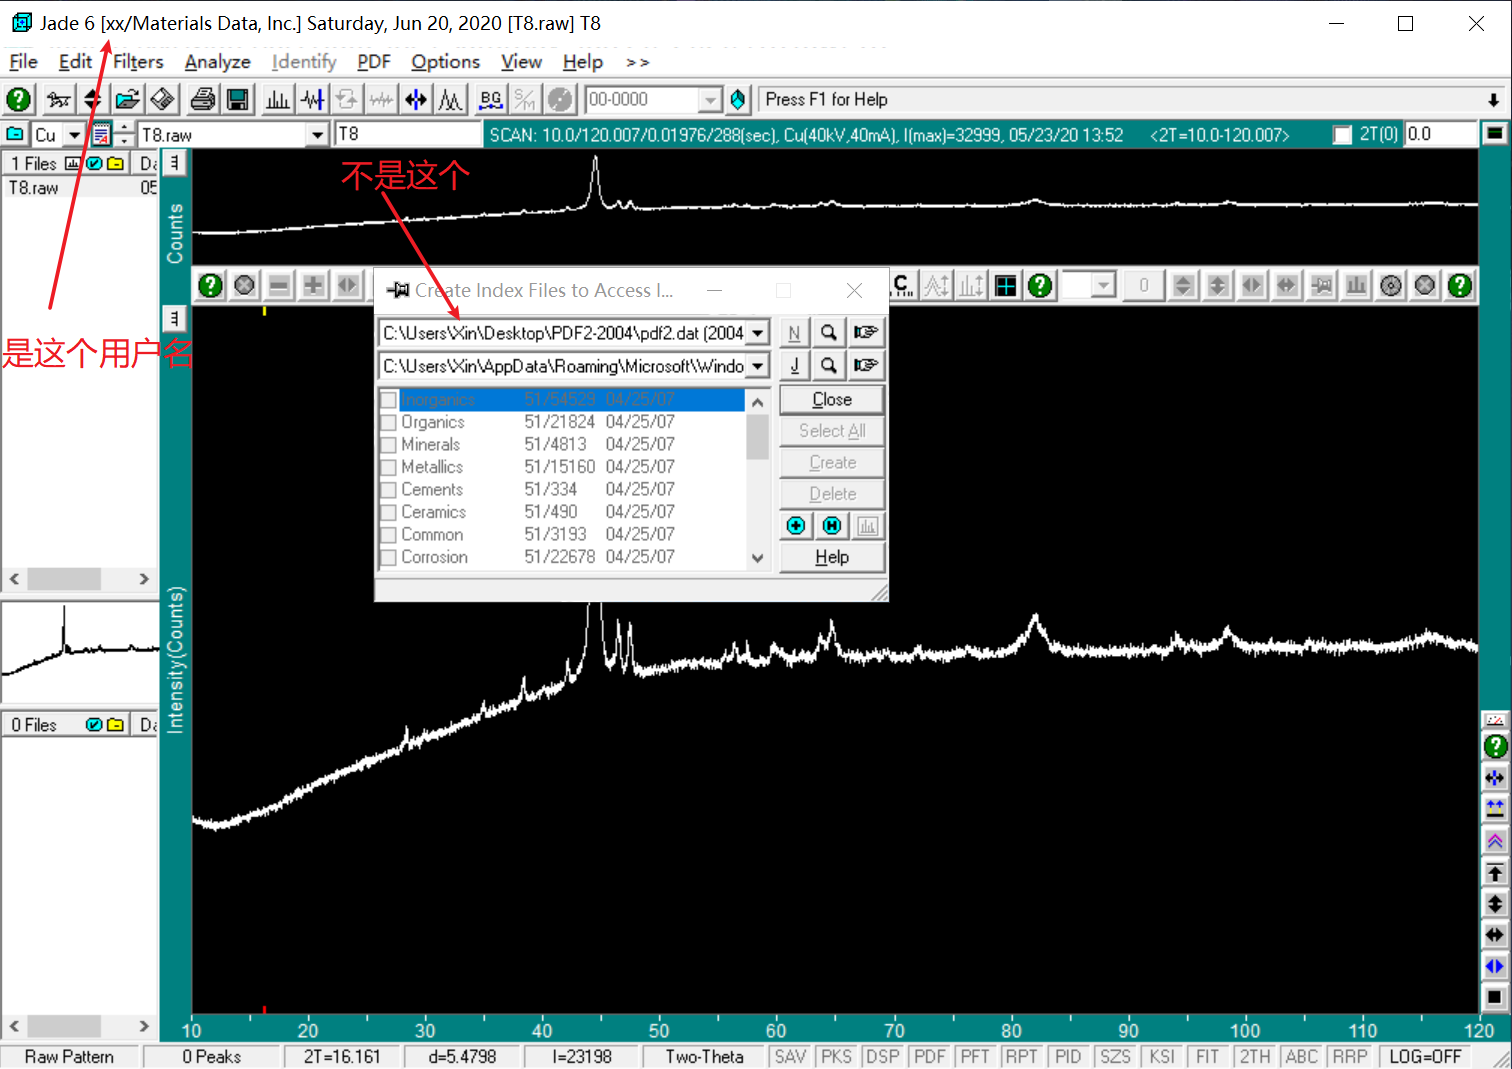 Jade 6 [xx/Materials Data, Inc.] Saturday, Jun 20, 2020 [T8.raw] T8
File Edit Filters Analyze Identify PDF Options View Help >>
BG S/M 00-0000 Press F1 for Help
Cu T8.raw T8 SCAN: 10.0/120.007/0.01976/288(sec), Cu(40kV,40mA), I(max)=32999, 05/23/20 13:52 <2T=10.0-120.007> 2T(0) 0.0
1 Files Da
T8.raw 05
不是这个
Counts
是这个用户名
C 0
Create Index Files to Access I...
C:\Users\Xin\Desktop\PDF2-2004\pdf2.dat (2004 N
C:\Users\Xin\AppData\Roaming\Microsoft\Windo J
Inorganics 51/54529 04/25/07
Organics 51/21824 04/25/07
Minerals 51/4813 04/25/07
Metallics 51/15160 04/25/07
Cements 51/334 04/25/07
Ceramics 51/490 04/25/07
Common 51/3193 04/25/07
Corrosion 51/22678 04/25/07
Close
Select All
Create
Delete
H
Help
Intensity(Counts)
0 Files Da
10 20 30 40 50 60 70 80 90 100 110 120
Raw Pattern 0 Peaks 2T=16.161 d=5.4798 I=23198 Two-Theta SAV PKS DSP PDF PFT RPT PID SZS KSI FIT 2TH ABC RRP LOG=OFF